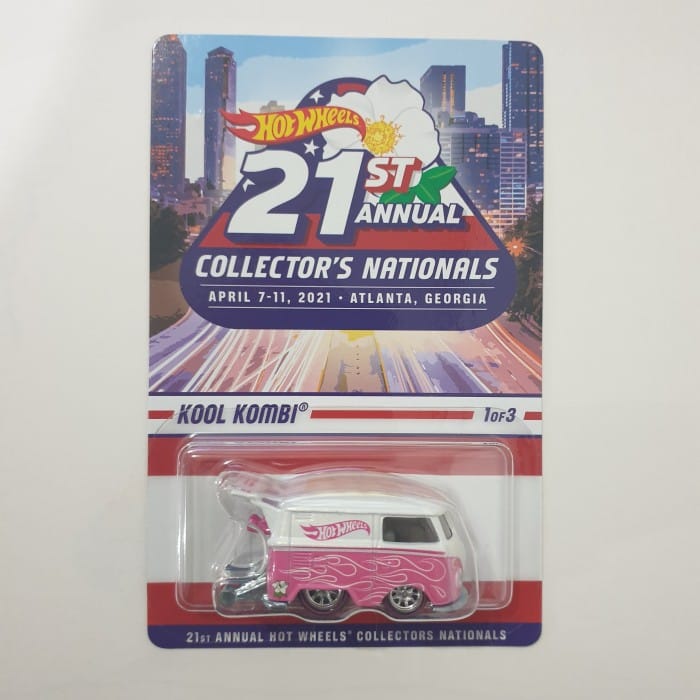 HOT WHEELS
21ST
ANNUAL
COLLECTOR'S NATIONALS
APRIL 7-11, 2021 • ATLANTA, GEORGIA
KOOL KOMBI® 1 OF 3
HOT WHEELS
21ST ANNUAL HOT WHEELS® COLLECTORS NATIONALS